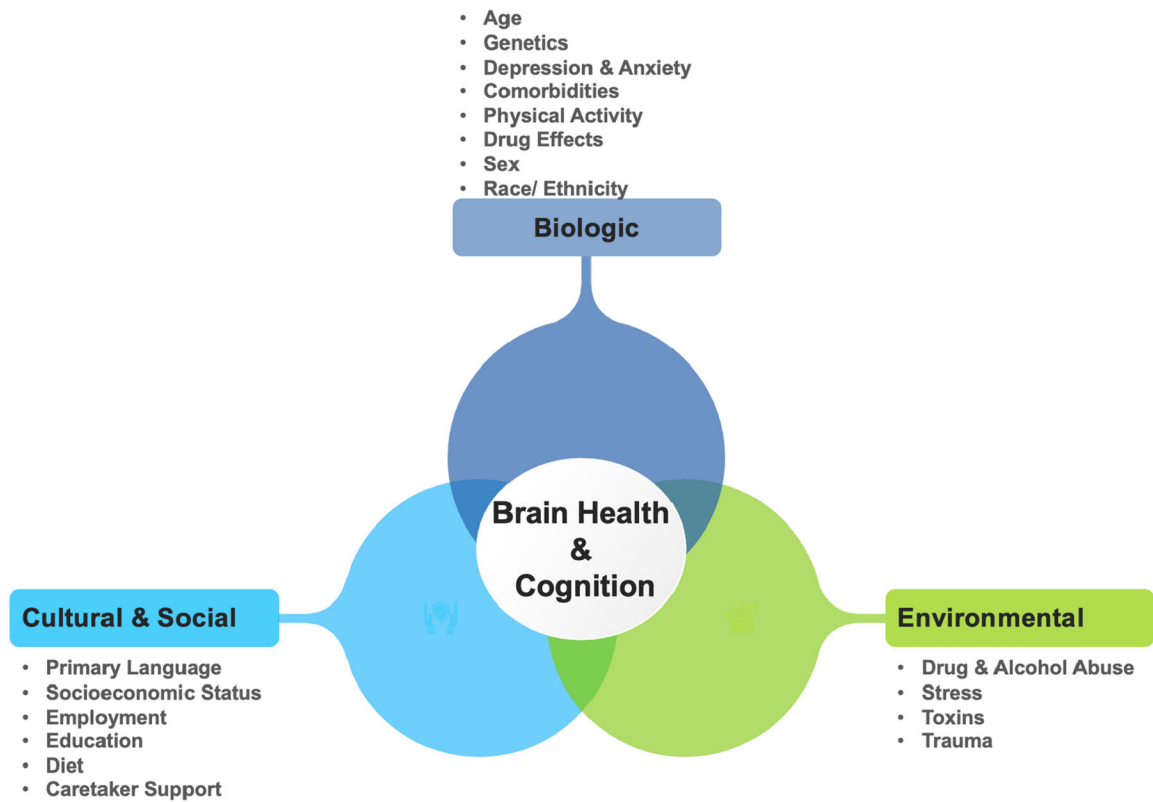 • Age
• Genetics
• Depression & Anxiety
• Comorbidities
• Physical Activity
• Drug Effects
• Sex
• Race/ Ethnicity
Biologic
Brain Health
&
Cognition
Cultural & Social
• Primary Language
• Socioeconomic Status
• Employment
• Education
• Diet
• Caretaker Support
Environmental
• Drug & Alcohol Abuse
• Stress
• Toxins
• Trauma